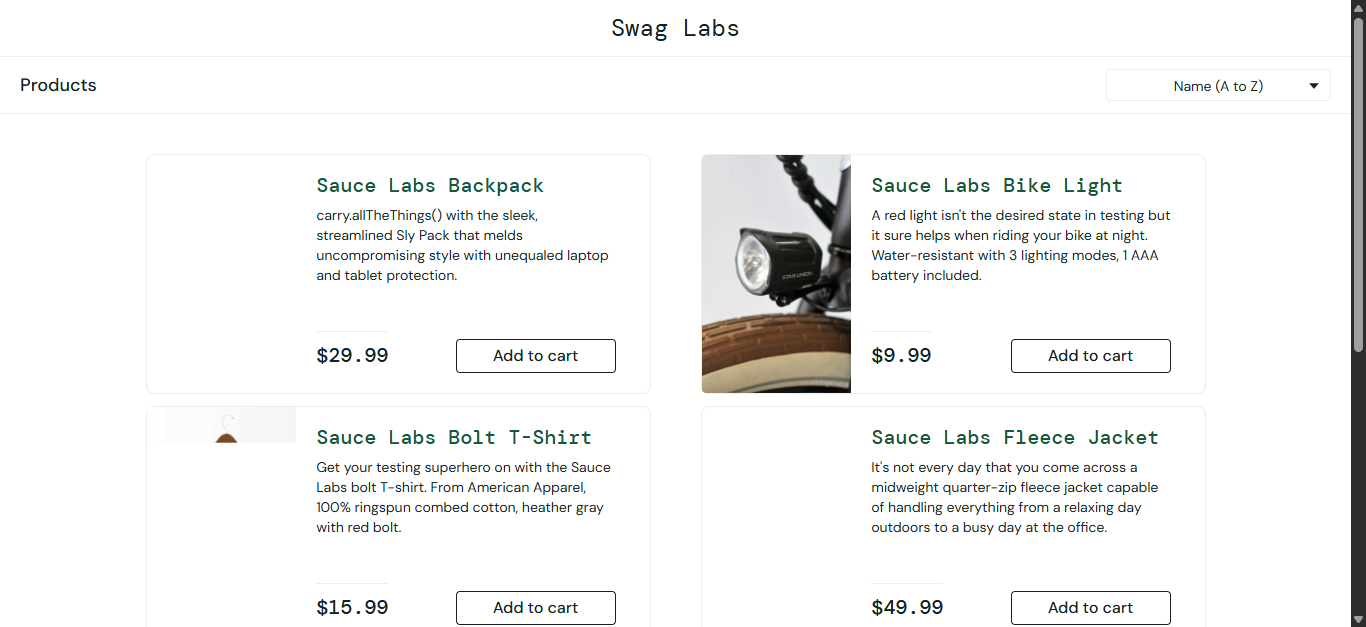 Swag Labs
Products
Name (A to Z)
Sauce Labs Backpack
carry.allTheThings() with the sleek,
streamlined Sly Pack that melds
uncompromising style with unequaled laptop
and tablet protection.
$29.99
Add to cart
STAR UNION
Sauce Labs Bike Light
A red light isn't the desired state in testing but
it sure helps when riding your bike at night.
Water-resistant with 3 lighting modes, 1 AAA
battery included.
$9.99
Add to cart
Sauce Labs Bolt T-Shirt
Get your testing superhero on with the Sauce
Labs bolt T-shirt. From American Apparel,
100% ringspun combed cotton, heather gray
with red bolt.
$15.99
Add to cart
Sauce Labs Fleece Jacket
It's not every day that you come across a
midweight quarter-zip fleece jacket capable
of handling everything from a relaxing day
outdoors to a busy day at the office.
$49.99
Add to cart